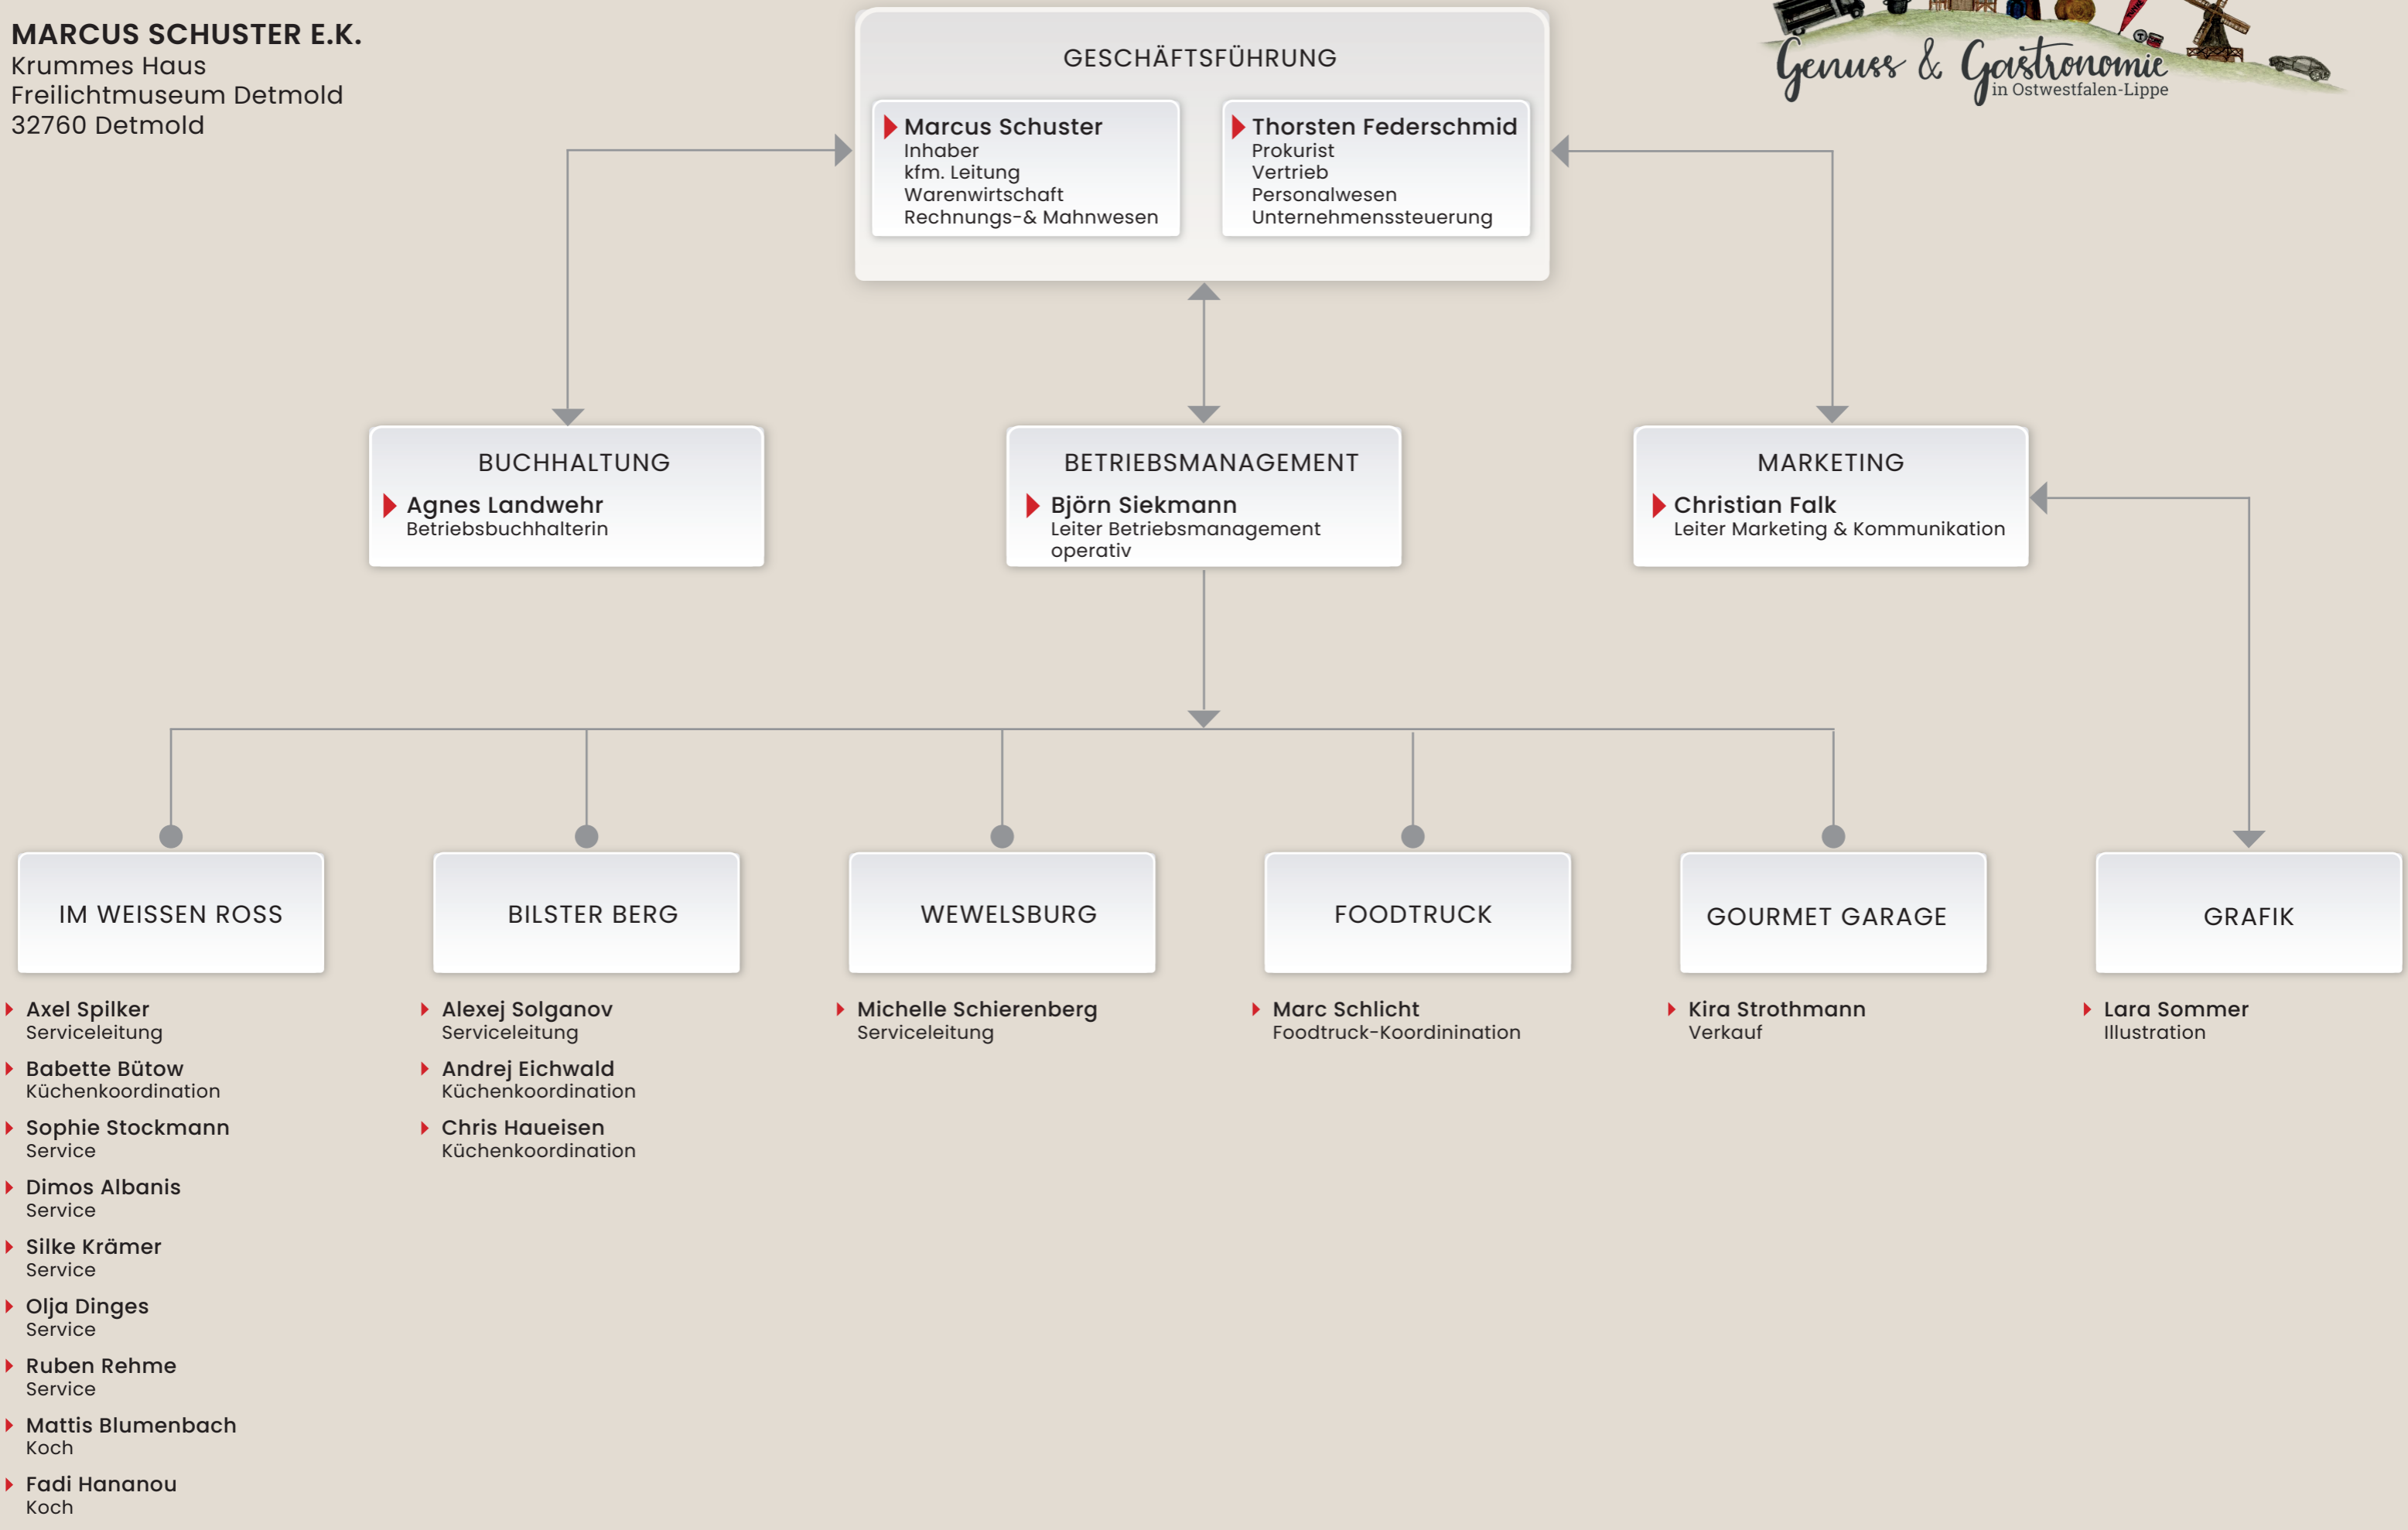 MARCUS SCHUSTER E.K.
Krummes Haus
Freilichtmuseum Detmold
32760 Detmold
Genuss & Gastronomie
in Ostwestfalen-Lippe
GESCHÄFTSFÜHRUNG
Marcus Schuster
Inhaber
kfm. Leitung
Warenwirtschaft
Rechnungs-& Mahnwesen
Thorsten Federschmid
Prokurist
Vertrieb
Personalwesen
Unternehmenssteuerung
BUCHHALTUNG
Agnes Landwehr
Betriebsbuchhalterin
BETRIEBSMANAGEMENT
Björn Siekmann
Leiter Betriebsmanagement
operativ
MARKETING
Christian Falk
Leiter Marketing & Kommunikation
IM WEISSEN ROSS
Axel Spilker
Serviceleitung
Babette Bütow
Küchenkoordination
Sophie Stockmann
Service
Dimos Albanis
Service
Silke Krämer
Service
Olja Dinges
Service
Ruben Rehme
Service
Mattis Blumenbach
Koch
Fadi Hananou
Koch
BILSTER BERG
Alexej Solganov
Serviceleitung
Andrej Eichwald
Küchenkoordination
Chris Haueisen
Küchenkoordination
WEWELSBURG
Michelle Schierenberg
Serviceleitung
FOODTRUCK
Marc Schlicht
Foodtruck-Koordinination
GOURMET GARAGE
Kira Strothmann
Verkauf
GRAFIK
Lara Sommer
Illustration